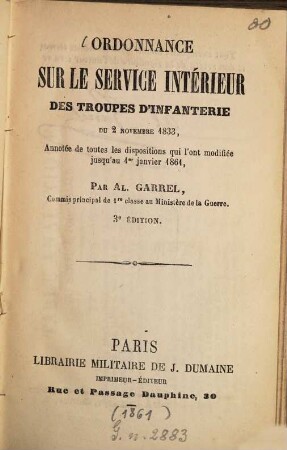 20
ORDONNANCE
SUR LE SERVICE INTÉRIEUR
DES TROUPES D'INFANTERIE
DU 2 NOVEMBRE 1833,
Annotée de toutes les dispositions qui l'ont modifiée
jusqu'au 1er janvier 1861,
PAR AL. GARREL,
Commis principal de 1re classe au Ministère de la Guerre.
3e ÉDITION.
PARIS
LIBRAIRIE MILITAIRE DE J. DUMAINE
IMPRIMEUR-ÉDITEUR
Rue et Passage Dauphine, 30
(1861)
G. n. 2883